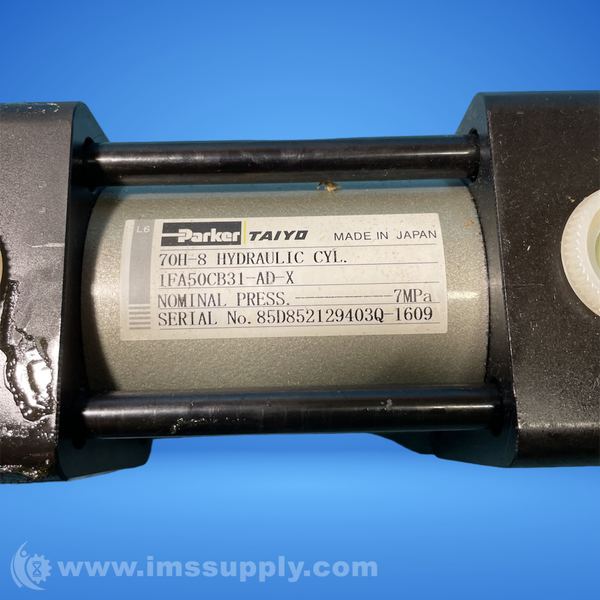 L6 Parker TAIYO MADE IN JAPAN
70H-8 HYDRAULIC CYL.
1FA50CB31-AD-X
NOMINAL PRESS.---------------7MPa
SERIAL No. 85D852129403Q-1609
www.imssupply.com